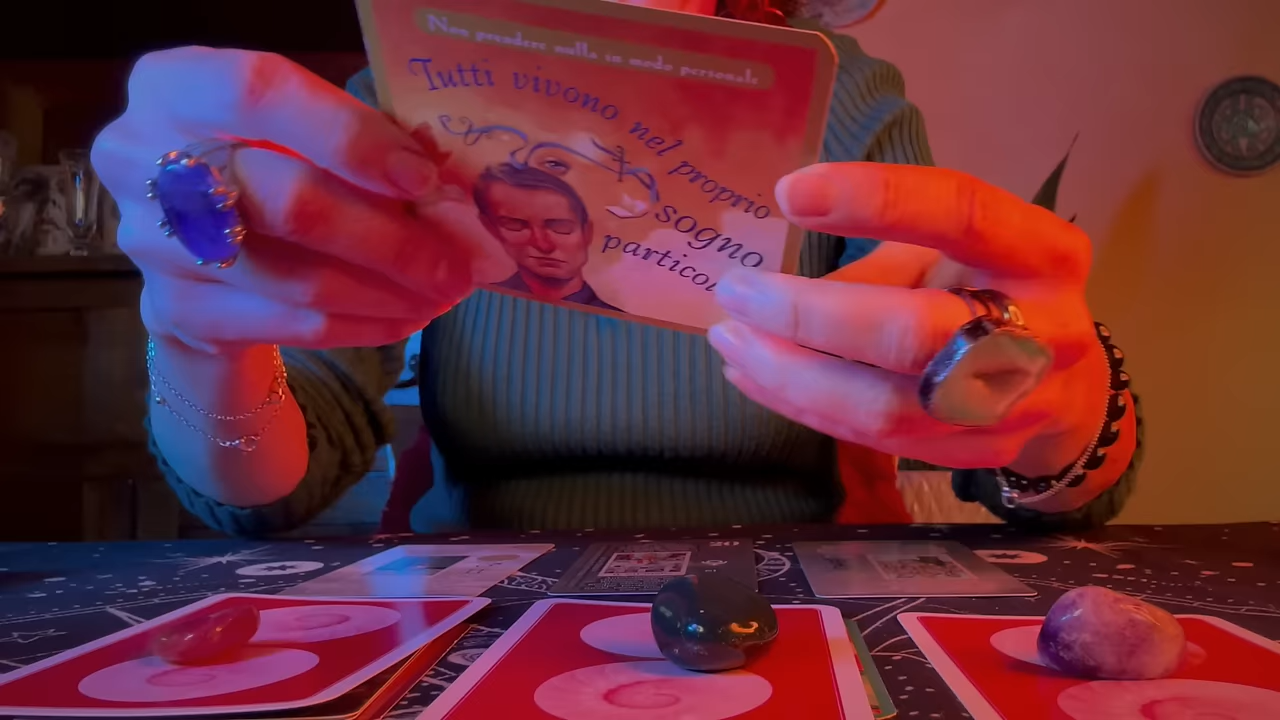 Non prendere nulla in modo personale
Tutti vivono
nel proprio
sogno
particol